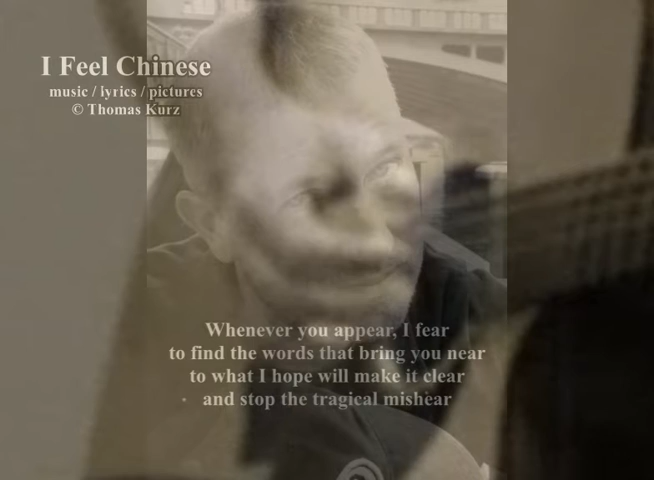 I Feel Chinese
music / lyrics / pictures
© Thomas Kurz
Whenever you appear, I fear
to find the words that bring you near
to what I hope will make it clear
and stop the tragical mishear